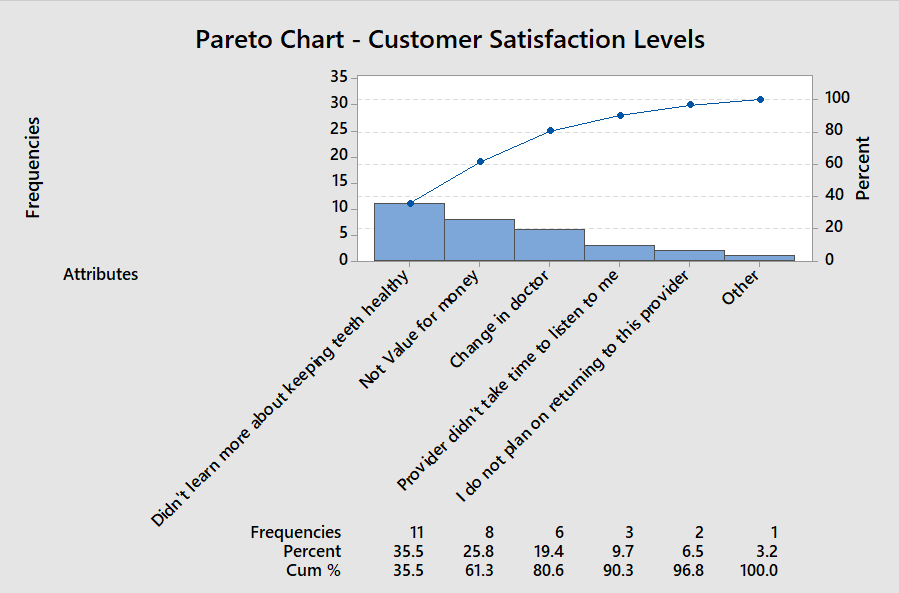 Pareto Chart - Customer Satisfaction Levels
Frequencies
35
30
25
20
15
10
5
0
100
80
60
40
20
0
Percent
Attributes
Didn't learn more about keeping teeth healthy
Not Value for money
Change in doctor
Provider didn't take time to listen to me
I do not plan on returning to this provider
Other
Frequencies 11 8 6 3 2 1
Percent 35.5 25.8 19.4 9.7 6.5 3.2
Cum % 35.5 61.3 80.6 90.3 96.8 100.0